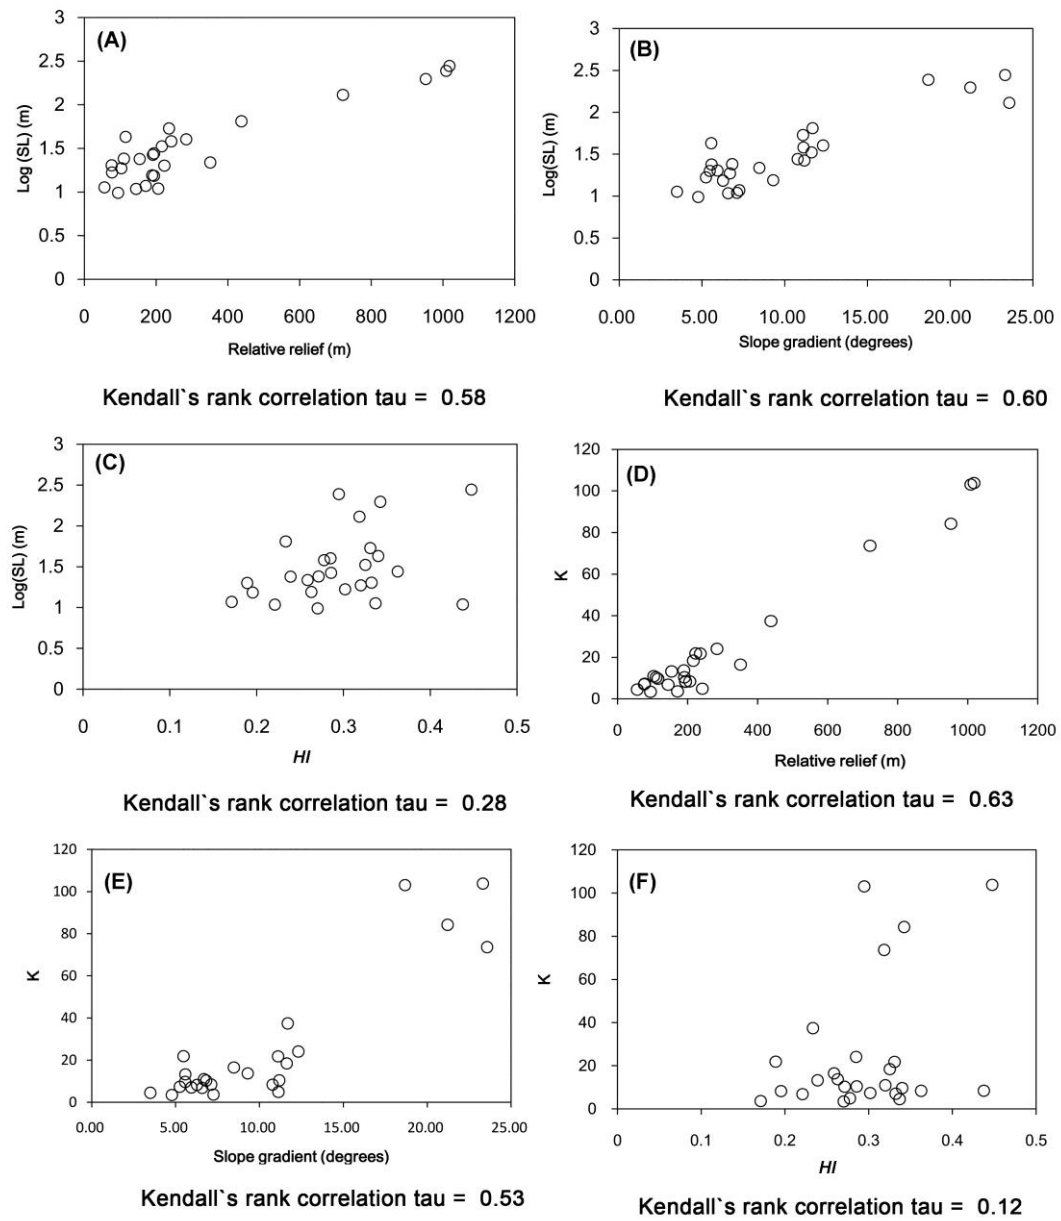 (A)
Log (SL) (m)
3
2.5
2
1.5
1
0.5
0
0 200 400 600 800 1000 1200
Relative relief (m)
Kendall`s rank correlation tau = 0.58
(B)
Log(SL) (m)
3
2.5
2
1.5
1
0.5
0
0.00 5.00 10.00 15.00 20.00 25.00
Slope gradient (degrees)
Kendall`s rank correlation tau = 0.60
(C)
Log(SL) (m)
3
2.5
2
1.5
1
0.5
0
0 0.1 0.2 0.3 0.4 0.5
HI
Kendall`s rank correlation tau = 0.28
(D)
K
120
100
80
60
40
20
0
0 200 400 600 800 1000 1200
Relative relief (m)
Kendall`s rank correlation tau = 0.63
(E)
K
120
100
80
60
40
20
0
0.00 5.00 10.00 15.00 20.00 25.00
Slope gradient (degrees)
Kendall`s rank correlation tau = 0.53
(F)
K
120
100
80
60
40
20
0
0 0.1 0.2 0.3 0.4 0.5
HI
Kendall`s rank correlation tau = 0.12